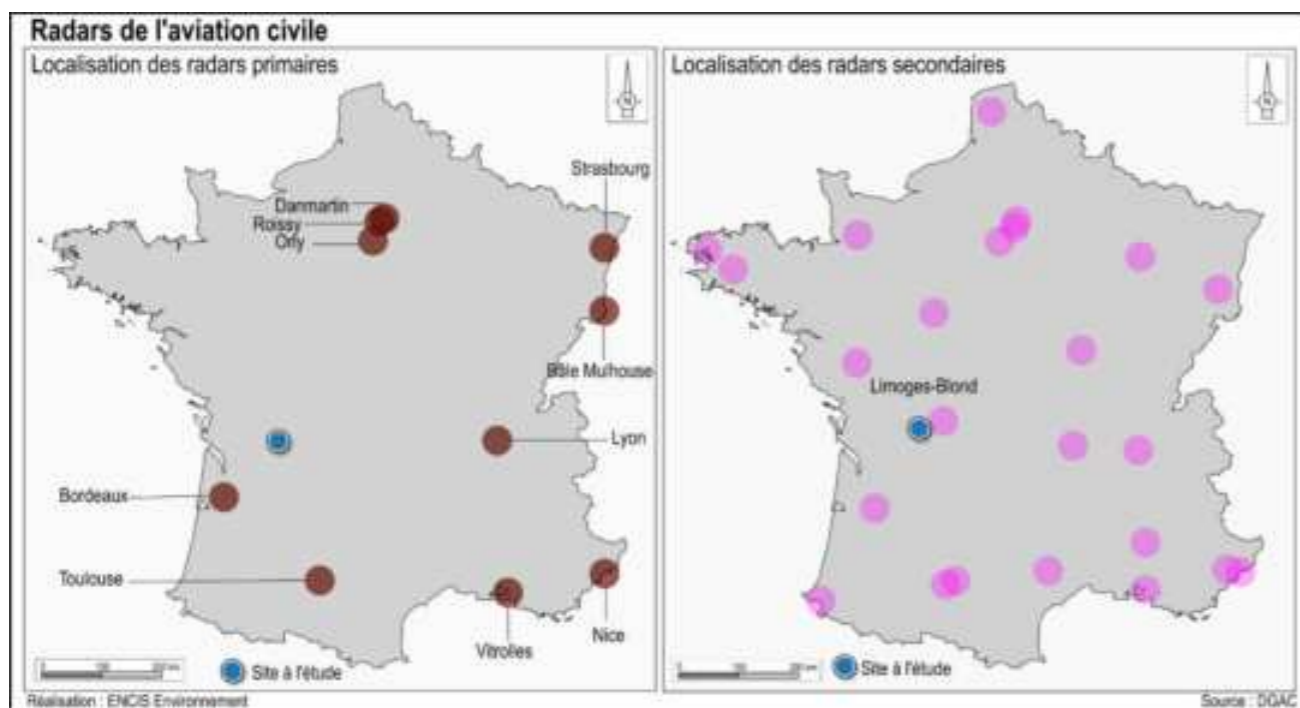 Radars de l'aviation civile
Localisation des radars primaires
N
Strasbourg
Danmartin
Roissy
Orly
Bâle Mulhouse
Lyon
Bordeaux
Toulouse
Nice
Vitrolles
Site à l'étude
Réalisation : ENCIS Environnement
Localisation des radars secondaires
N
Limoges-Blond
Site à l'étude
Source : DGAC